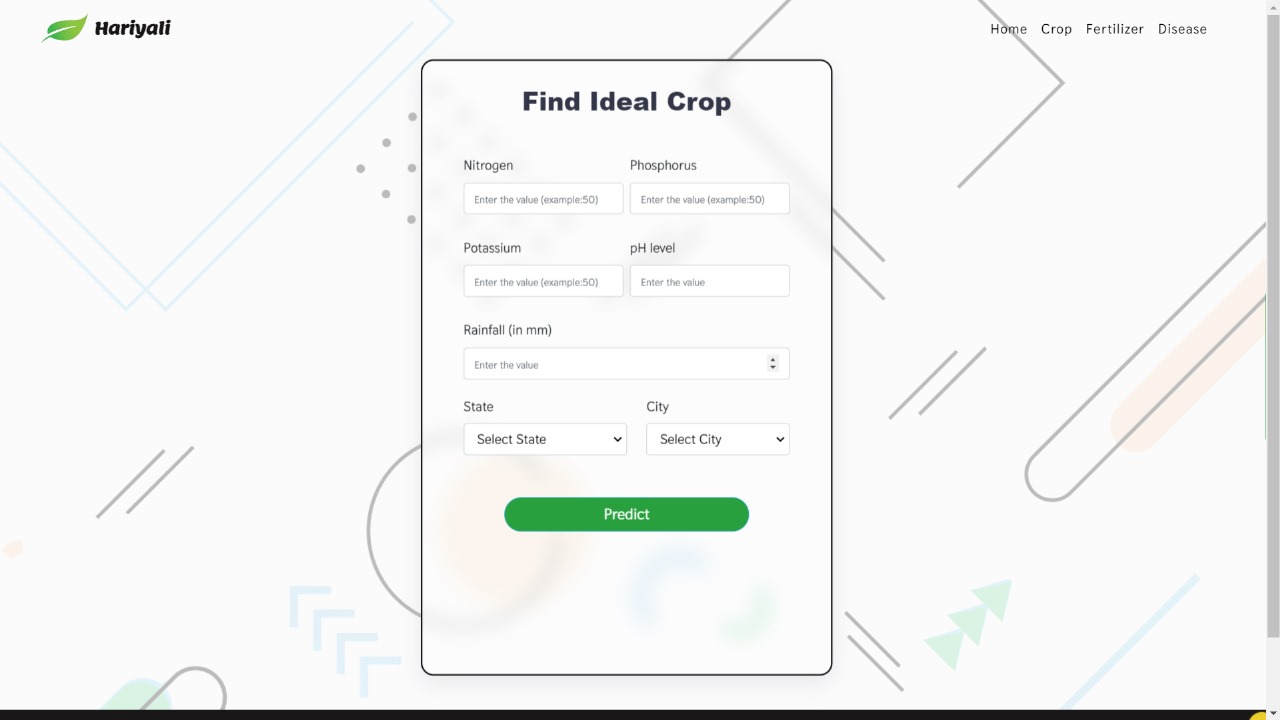 Hariyali
Home Crop Fertilizer Disease
Find Ideal Crop
Nitrogen Phosphorus
Enter the value (example:50) Enter the value (example:50)
Potassium pH level
Enter the value (example:50) Enter the value
Rainfall (in mm)
Enter the value
State City
Select State Select City
Predict